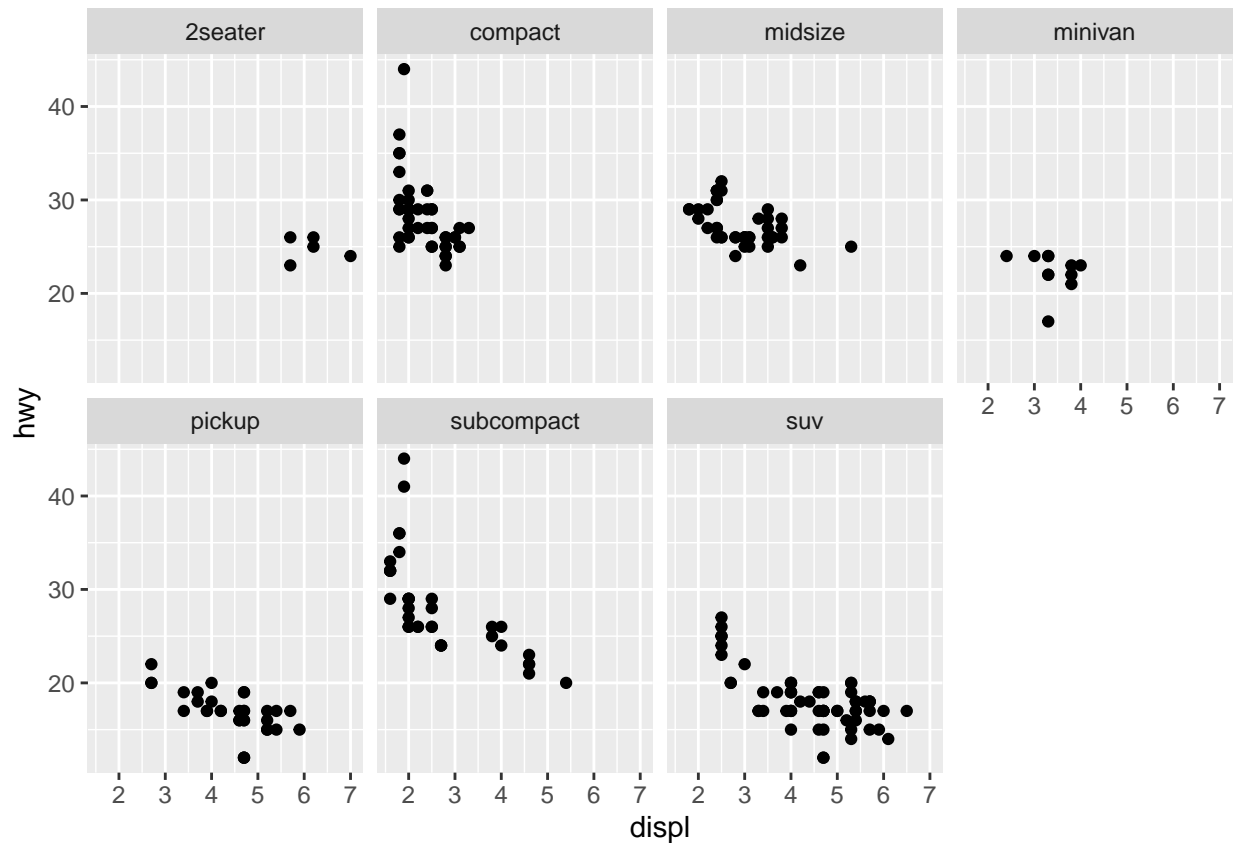 2seater compact midsize minivan
40
30
20
2 3 4 5 6 7
hwy
pickup subcompact suv
40
30
20
2 3 4 5 6 7 2 3 4 5 6 7 2 3 4 5 6 7
displ